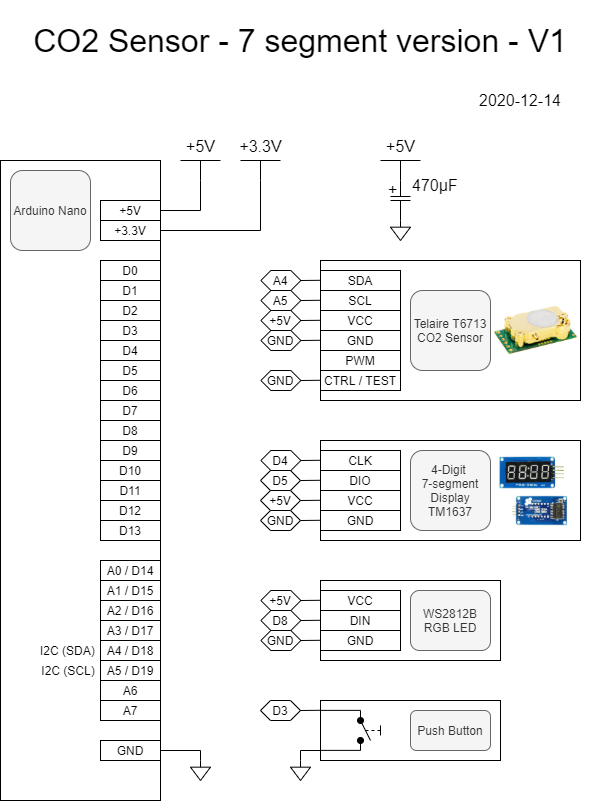 CO2 Sensor - 7 segment version - V1
2020-12-14
+5V
+3.3V
+5V
+
470µF
Arduino Nano
+5V
+3.3V
D0
D1
D2
D3
D4
D5
D6
D7
D8
D9
D10
D11
D12
D13
A0 / D14
A1 / D15
A2 / D16
A3 / D17
I2C (SDA)
A4 / D18
I2C (SCL)
A5 / D19
A6
A7
GND
A4
SDA
A5
SCL
+5V
VCC
GND
GND
PWM
GND
CTRL / TEST
Telaire T6713
CO2 Sensor
D4
CLK
D5
DIO
+5V
VCC
GND
GND
4-Digit
7-segment
Display
TM1637
+5V
VCC
D8
DIN
GND
GND
WS2812B
RGB LED
D3
Push Button